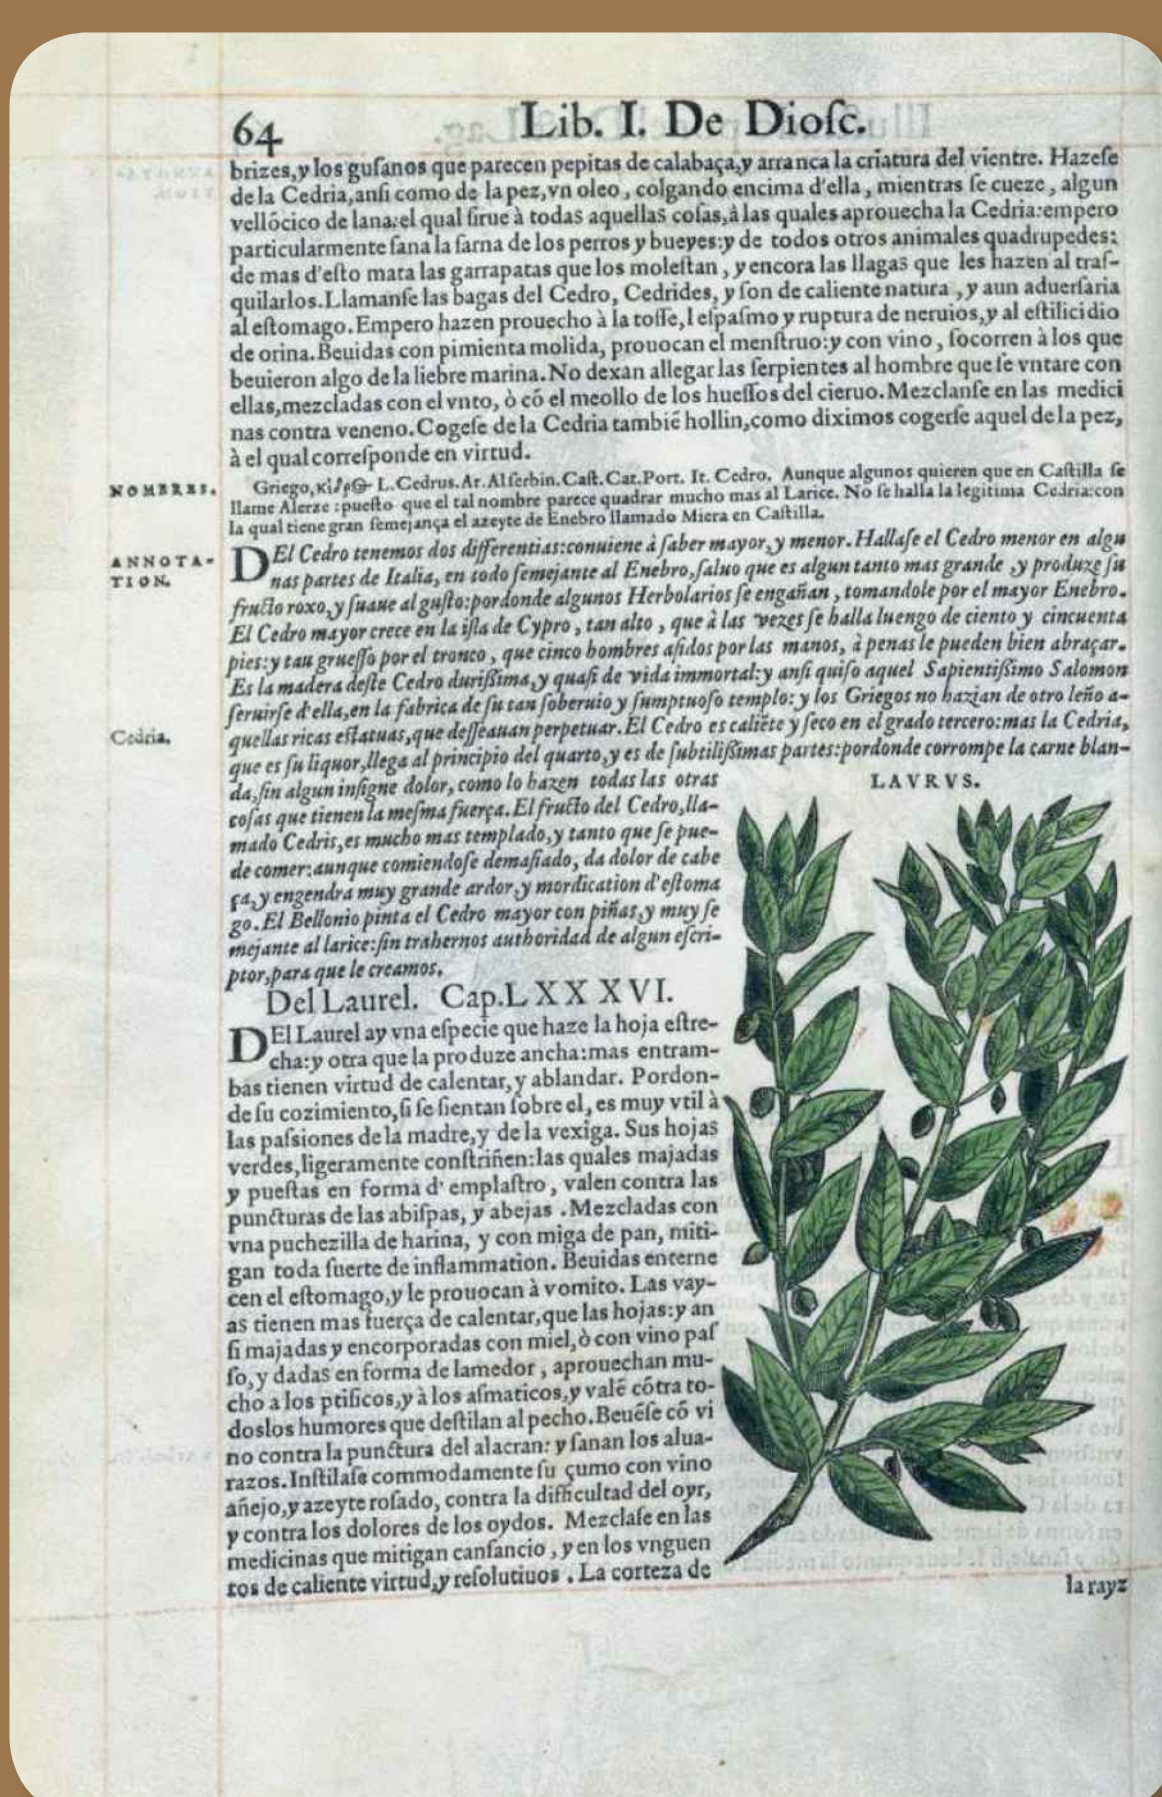 64
Lib. I. De Dioſc.
brizes, y los guſanos que parecen pepitas de calabaça, y arranca la criatura del vientre. Hazeſe
de la Cedria, anſi como de la pez, vn oleo, colgando encima d'ella, mientras ſe cueze, algun
vellócico de lana: el qual ſirue à todas aquellas coſas, à las quales aprouecha la Cedria: empero
particularmente ſana la ſarna de los perros y bueyes: y de todos otros animales quadrupedes:
de mas d'eſto mata las garrapatas que los moleſtan, y encora las llagas que les hazen al traſ-
quilarlos. Llamanſe las bagas del Cedro, Cedrides, y ſon de caliente natura, y aun aduerſaria
al eſtomago. Empero hazen prouecho à la toſſe, l eſpaſmo y ruptura de neruios, y al eſtilicidio
de orina. Beuidas con pimienta molida, prouocan el menſtruo: y con vino, ſocorren à los que
beuieron algo de la liebre marina. No dexan allegar las ſerpientes al hombre que ſe vntare con
ellas, mezcladas con el vnto, ò cõ el meollo de los hueſſos del cieruo. Mezclanſe en las medici
nas contra veneno. Cogeſe de la Cedria tambiẽ hollin, como diximos cogerſe aquel de la pez,
à el qual correſponde en virtud.
NOMBRES.
Griego, L. Cedrus. Ar. Alſerbin. Caſt. Cat. Port. It. Cedro. Aunque algunos quieren que en Caſtilla ſe
llame Alerze: pueſto que el tal nombre parece quadrar mucho mas al Larice. No ſe halla la legitima Cedria: con
la qual tiene gran ſemejança el azeyte de Enebro llamado Miera en Caſtilla.
ANNOTA-
TION.
DEl Cedro tenemos dos differentias: conuiene à ſaber mayor, y menor. Hallaſe el Cedro menor en algu
nas partes de Italia, en todo ſemejante al Enebro, ſaluo que es algun tanto mas grande, y produze ſu
fructo roxo, y ſuaue al guſto: pordonde algunos Herbolarios ſe engañan, tomandole por el mayor Enebro.
El Cedro mayor crece en la iſla de Cypro, tan alto, que à las vezes ſe halla luengo de ciento y cincuenta
pies: y tan grueſſo por el tronco, que cinco hombres aſidos por las manos, à penas le pueden bien abraçar.
Es la madera deſte Cedro durißima, y quaſi de vida immortal: y anſi quiſo aquel Sapientißimo Salomon
ſeruirſe d'ella, en la fabrica de ſu tan ſoberuio y ſumptuoſo templo: y los Griegos no hazian de otro leño a-
Cedria.
quellas ricas eſtatuas, que deſſeauan perpetuar. El Cedro es caliẽte y ſeco en el grado tercero: mas la Cedria,
que es ſu liquor, llega al principio del quarto, y es de ſubtilißimas partes: pordonde corrompe la carne blan-
da, ſin algun inſigne dolor, como lo hazen todas las otras
coſas que tienen la meſma fuerça. El fructo del Cedro, lla-
mado Cedris, es mucho mas templado, y tanto que ſe pue-
de comer: aunque comiendoſe demaſiado, da dolor de cabe
ça, y engendra muy grande ardor, y mordication d'eſtoma
go. El Bellonio pinta el Cedro mayor con piñas, y muy ſe
mejante al larice: ſin trahernos authoridad de algun eſcri-
ptor, para que le creamos.
LAVRVS.
Del Laurel. Cap. LXXXVI.
DEl Laurel ay vna eſpecie que haze la hoja eſtre-
cha: y otra que la produze ancha: mas entram-
bas tienen virtud de calentar, y ablandar. Pordon-
de ſu cozimiento, ſi ſe ſientan ſobre el, es muy vtil à
las paſsiones de la madre, y de la vexiga. Sus hojas
verdes, ligeramente conſtriñen: las quales majadas
y pueſtas en forma d' emplaſtro, valen contra las
puncturas de las abiſpas, y abejas. Mezcladas con
vna puchezilla de harina, y con miga de pan, miti-
gan toda ſuerte de inflammation. Beuidas enterne
cen el eſtomago, y le prouocan à vomito. Las vay-
as tienen mas fuerça de calentar, que las hojas: y an
ſi majadas y encorporadas con miel, ò con vino paſ
ſo, y dadas en forma de lamedor, aprouechan mu-
cho a los ptiſicos, y à los aſmaticos, y valẽ cõtra to-
dos los humores que deſtilan al pecho. Beuẽſe cõ vi
no contra la punctura del alacran: y ſanan los alua-
razos. Inſtilaſe commodamente ſu çumo con vino
añejo, y azeyte roſado, contra la difficultad del oyr,
y contra los dolores de los oydos. Mezclaſe en las
medicinas que mitigan canſancio, y en los vnguen
tos de caliente virtud, y reſolutiuos. La corteza de
la rayz